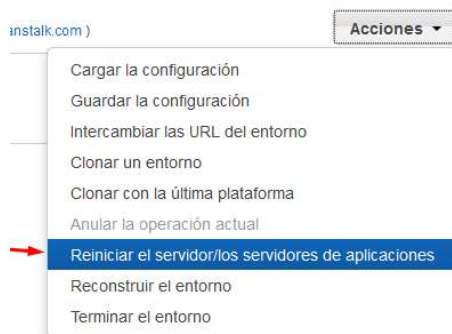 anstalk.com )
Acciones
Cargar la configuración
Guardar la configuración
Intercambiar las URL del entorno
Clonar un entorno
Clonar con la última plataforma
Anular la operación actual
Reiniciar el servidor/los servidores de aplicaciones
Reconstruir el entorno
Terminar el entorno